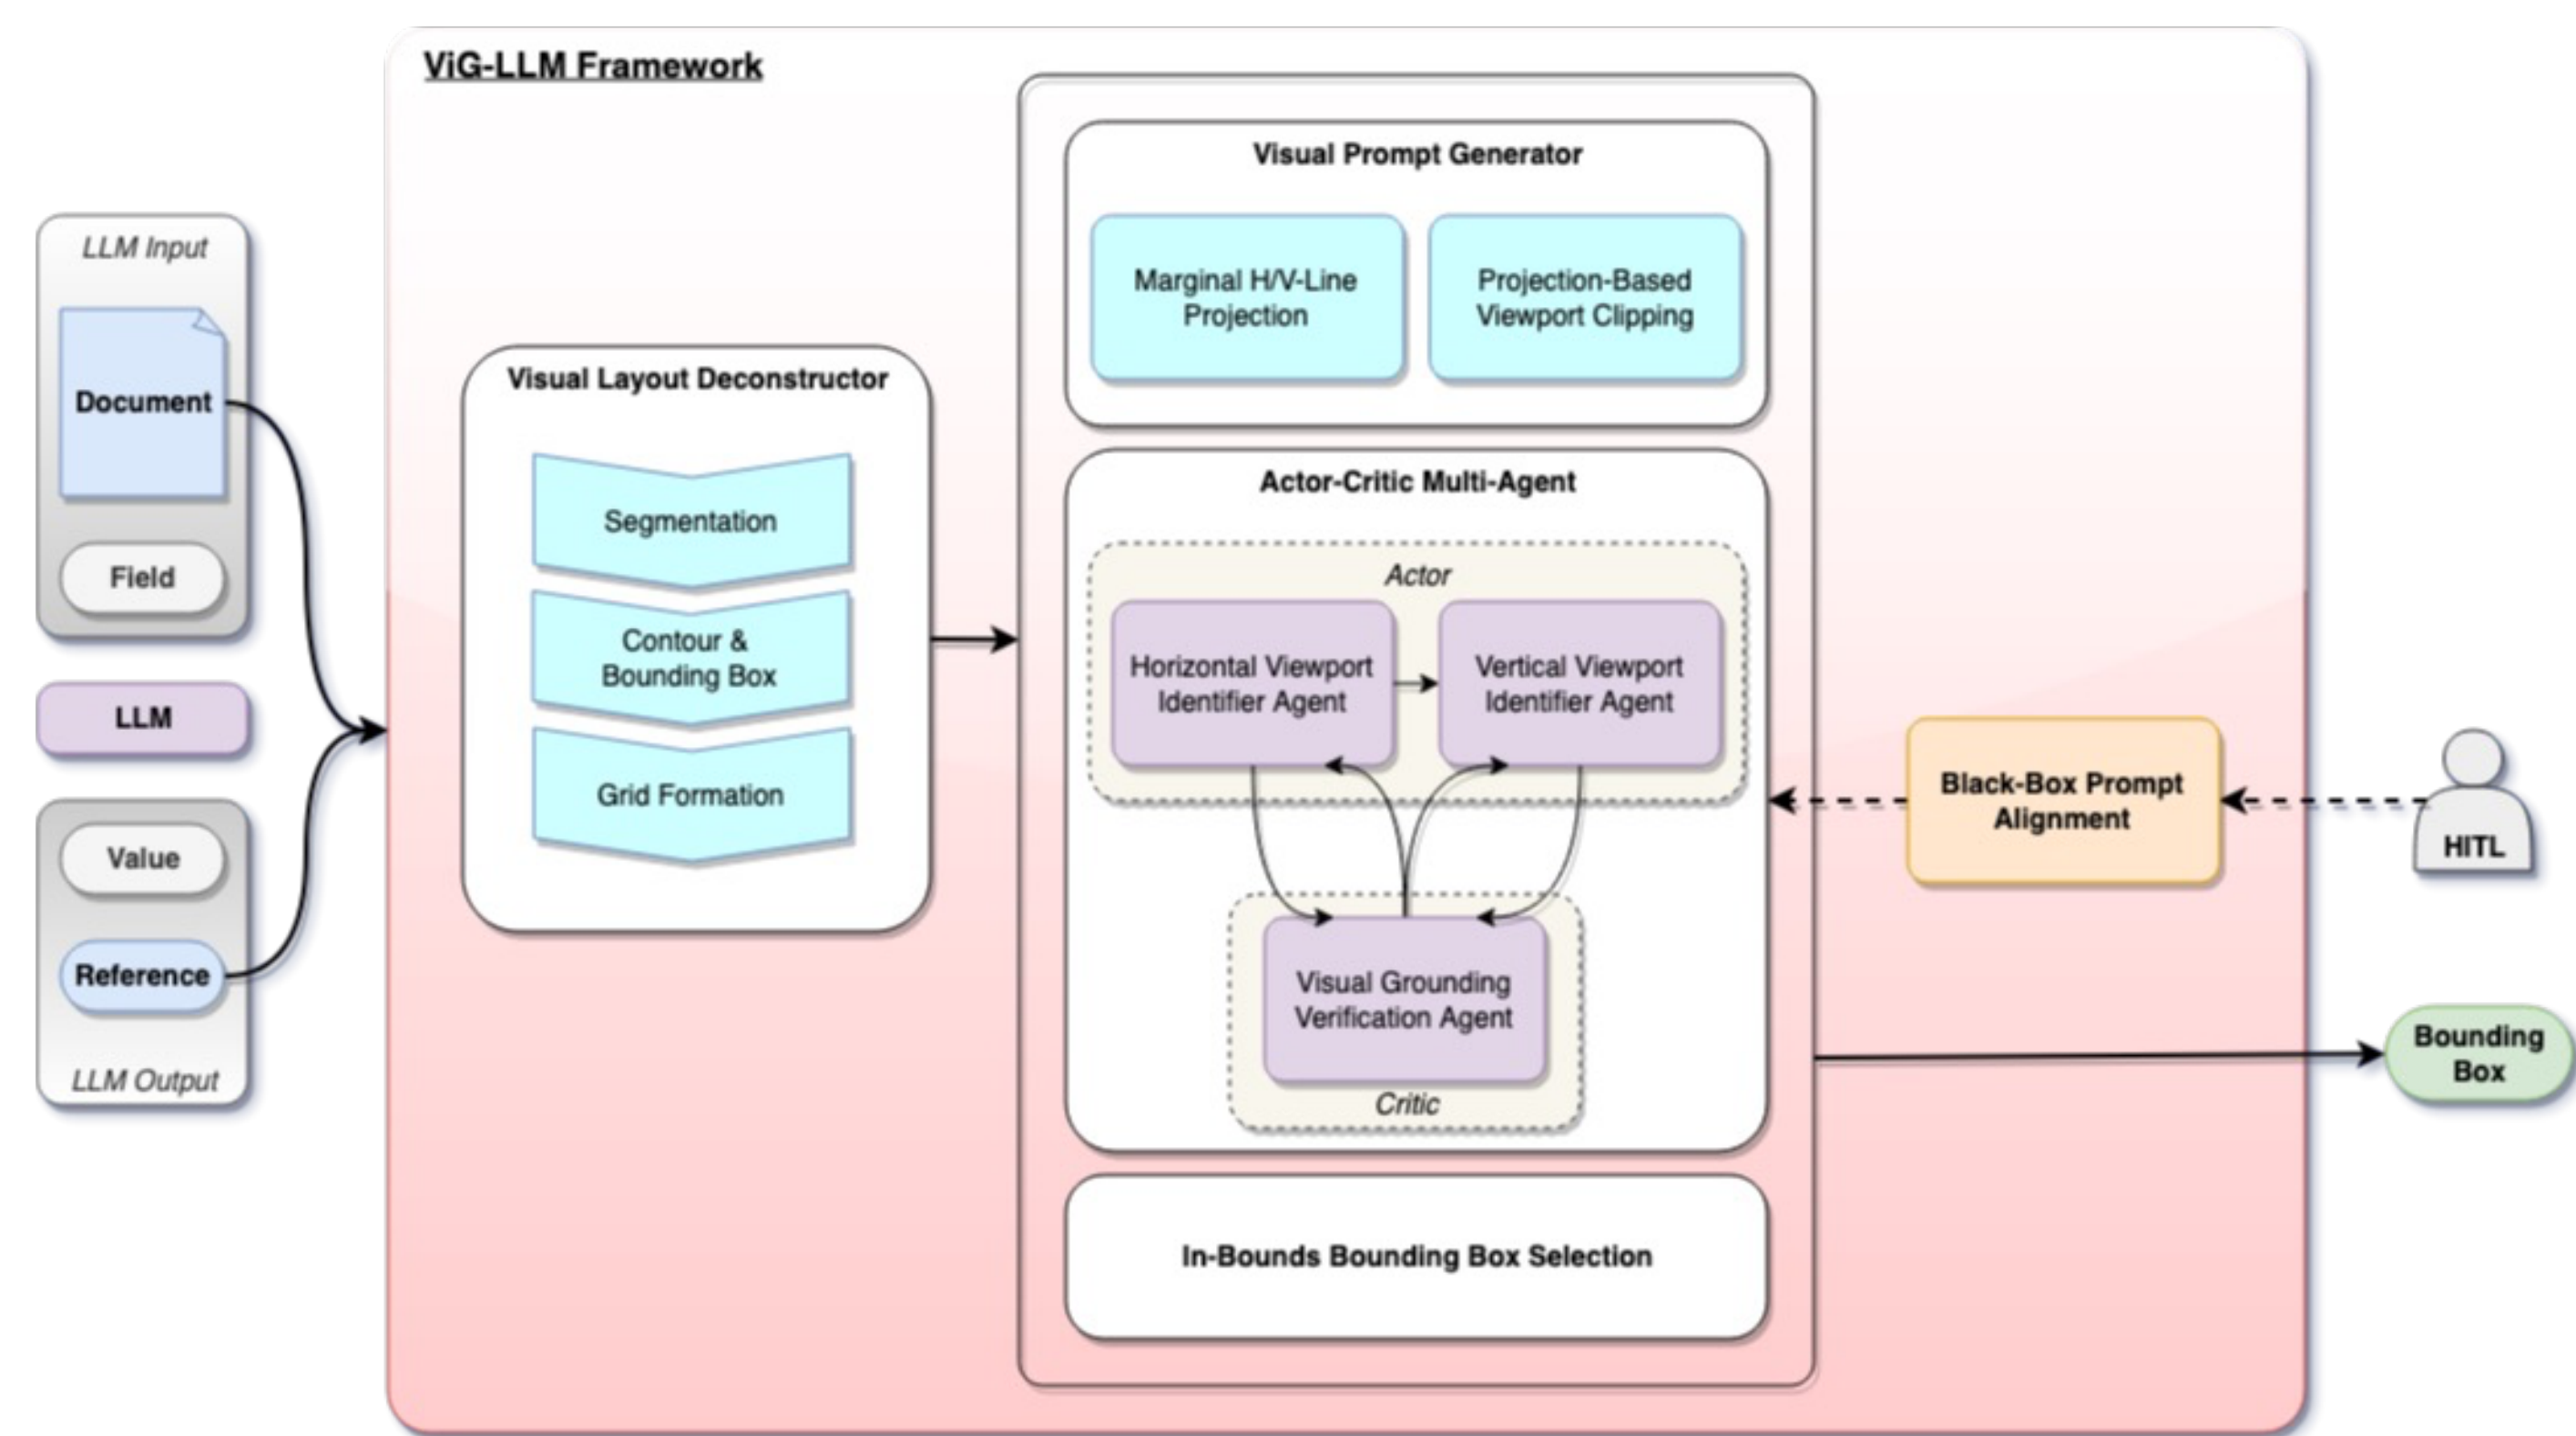 ViG-LLM Framework
LLM Input
Document
Field
LLM
Value
Reference
LLM Output
Visual Layout Deconstructor
Segmentation
Contour &
Bounding Box
Grid Formation
Visual Prompt Generator
Marginal H/V-Line
Projection
Projection-Based
Viewport Clipping
Actor-Critic Multi-Agent
Actor
Horizontal Viewport
Identifier Agent
Vertical Viewport
Identifier Agent
Visual Grounding
Verification Agent
Critic
In-Bounds Bounding Box Selection
Black-Box Prompt
Alignment
HITL
Bounding
Box